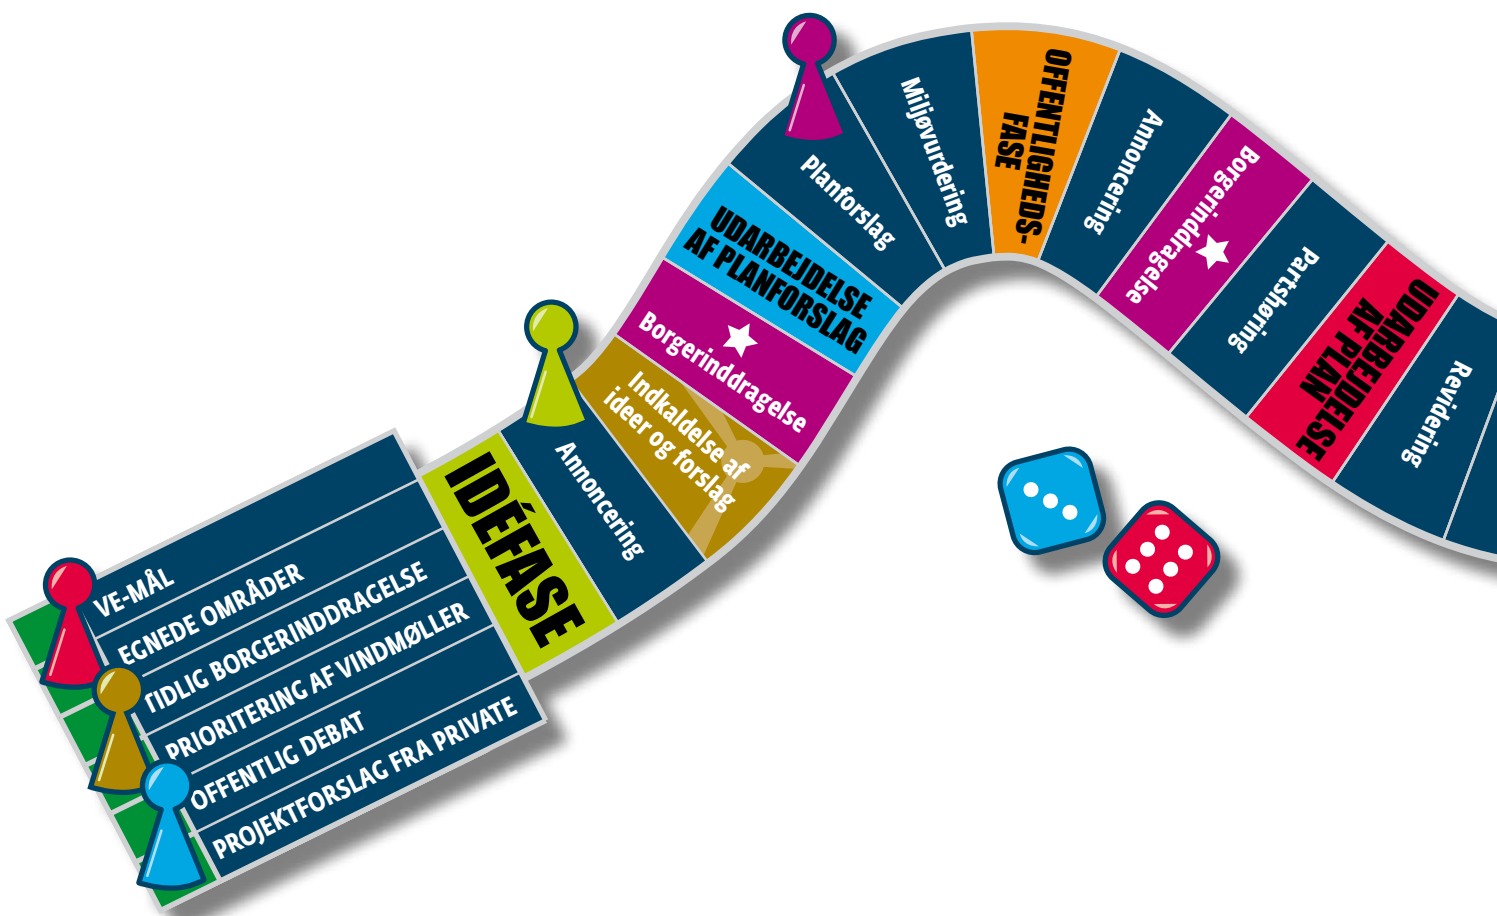 VE-MÅL
EGNEDE OMRÅDER
TIDLIG BORGERINDDRAGELSE
PRIORITERING AF VINDMØLLER
OFFENTLIG DEBAT
PROJEKTFORSLAG FRA PRIVATE
IDÉFASE
Annoncering
Indkaldelse af
ideer og forslag
Borgerinddragelse
UDARBEJDELSE
AF PLANFORSLAG
Planforslag
Miljøvurdering
OFFENTLIGHEDS-
FASE
Annoncering
Borgerinddragelse
Partshøring
UDARBEJDELSE
AF PLAN
Revidering